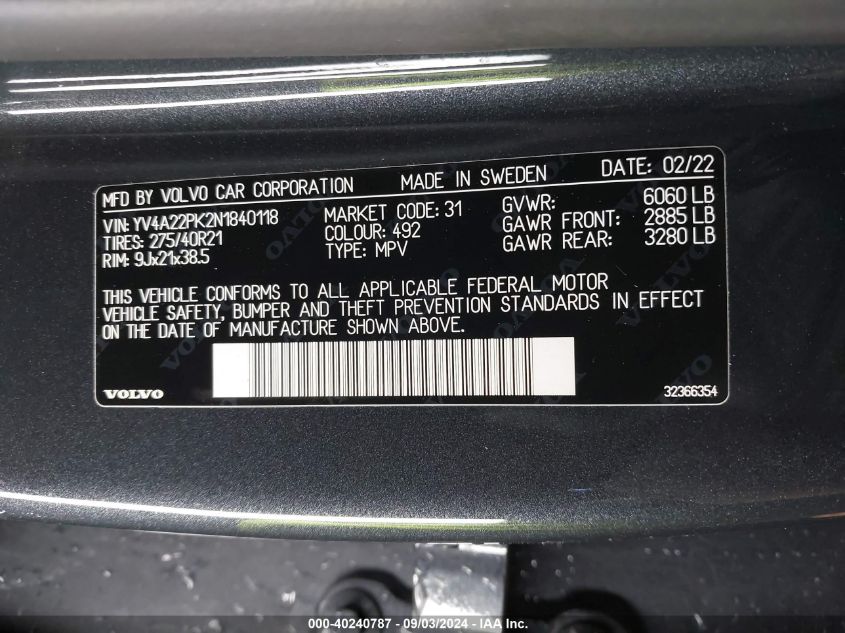 MFD BY VOLVO CAR CORPORATION MADE IN SWEDEN DATE: 02/22
VIN: YV4A22PK2N1840118 MARKET CODE: 31 GVWR: 6060 LB
TIRES: 275/40R21 COLOUR: 492 GAWR FRONT: 2885 LB
RIM: 9Jx21x38.5 TYPE: MPV GAWR REAR: 3280 LB
THIS VEHICLE CONFORMS TO ALL APPLICABLE FEDERAL MOTOR
VEHICLE SAFETY, BUMPER AND THEFT PREVENTION STANDARDS IN EFFECT
ON THE DATE OF MANUFACTURE SHOWN ABOVE.
VOLVO 32366354
000-40240787 - 09/03/2024 - IAA Inc.